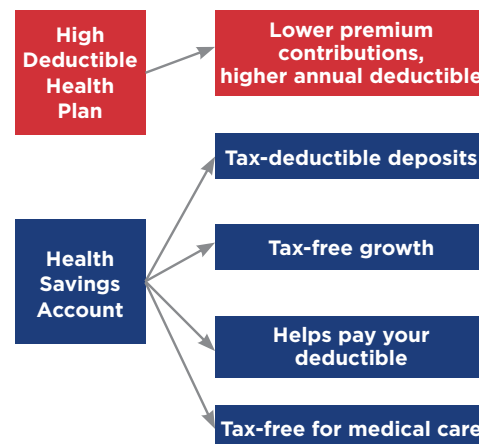 High
Deductible
Health
Plan
Lower premium
contributions,
higher annual deductible
Tax-deductible deposits
Health
Savings
Account
Tax-free growth
Helps pay your
deductible
Tax-free for medical care